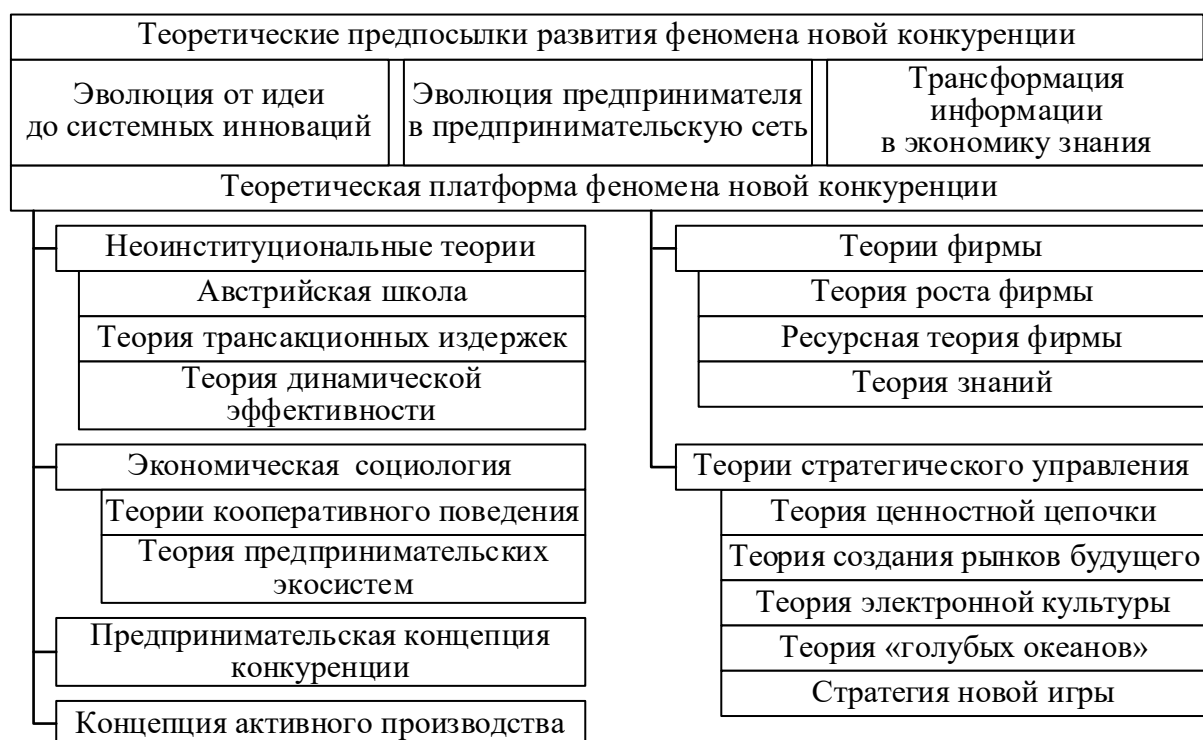 Теоретические предпосылки развития феномена новой конкуренции
Эволюция от идеи
до системных инноваций
Эволюция предпринимателя
в предпринимательскую сеть
Трансформация
информации
в экономику знания
Теоретическая платформа феномена новой конкуренции
Неоинституциональные теории
Австрийская школа
Теория трансакционных издержек
Теория динамической
эффективности
Экономическая социология
Теории кооперативного поведения
Теория предпринимательских
экосистем
Предпринимательская концепция
конкуренции
Концепция активного производства
Теории фирмы
Теория роста фирмы
Ресурсная теория фирмы
Теория знаний
Теории стратегического управления
Теория ценностной цепочки
Теория создания рынков будущего
Теория электронной культуры
Теория «голубых океанов»
Стратегия новой игры